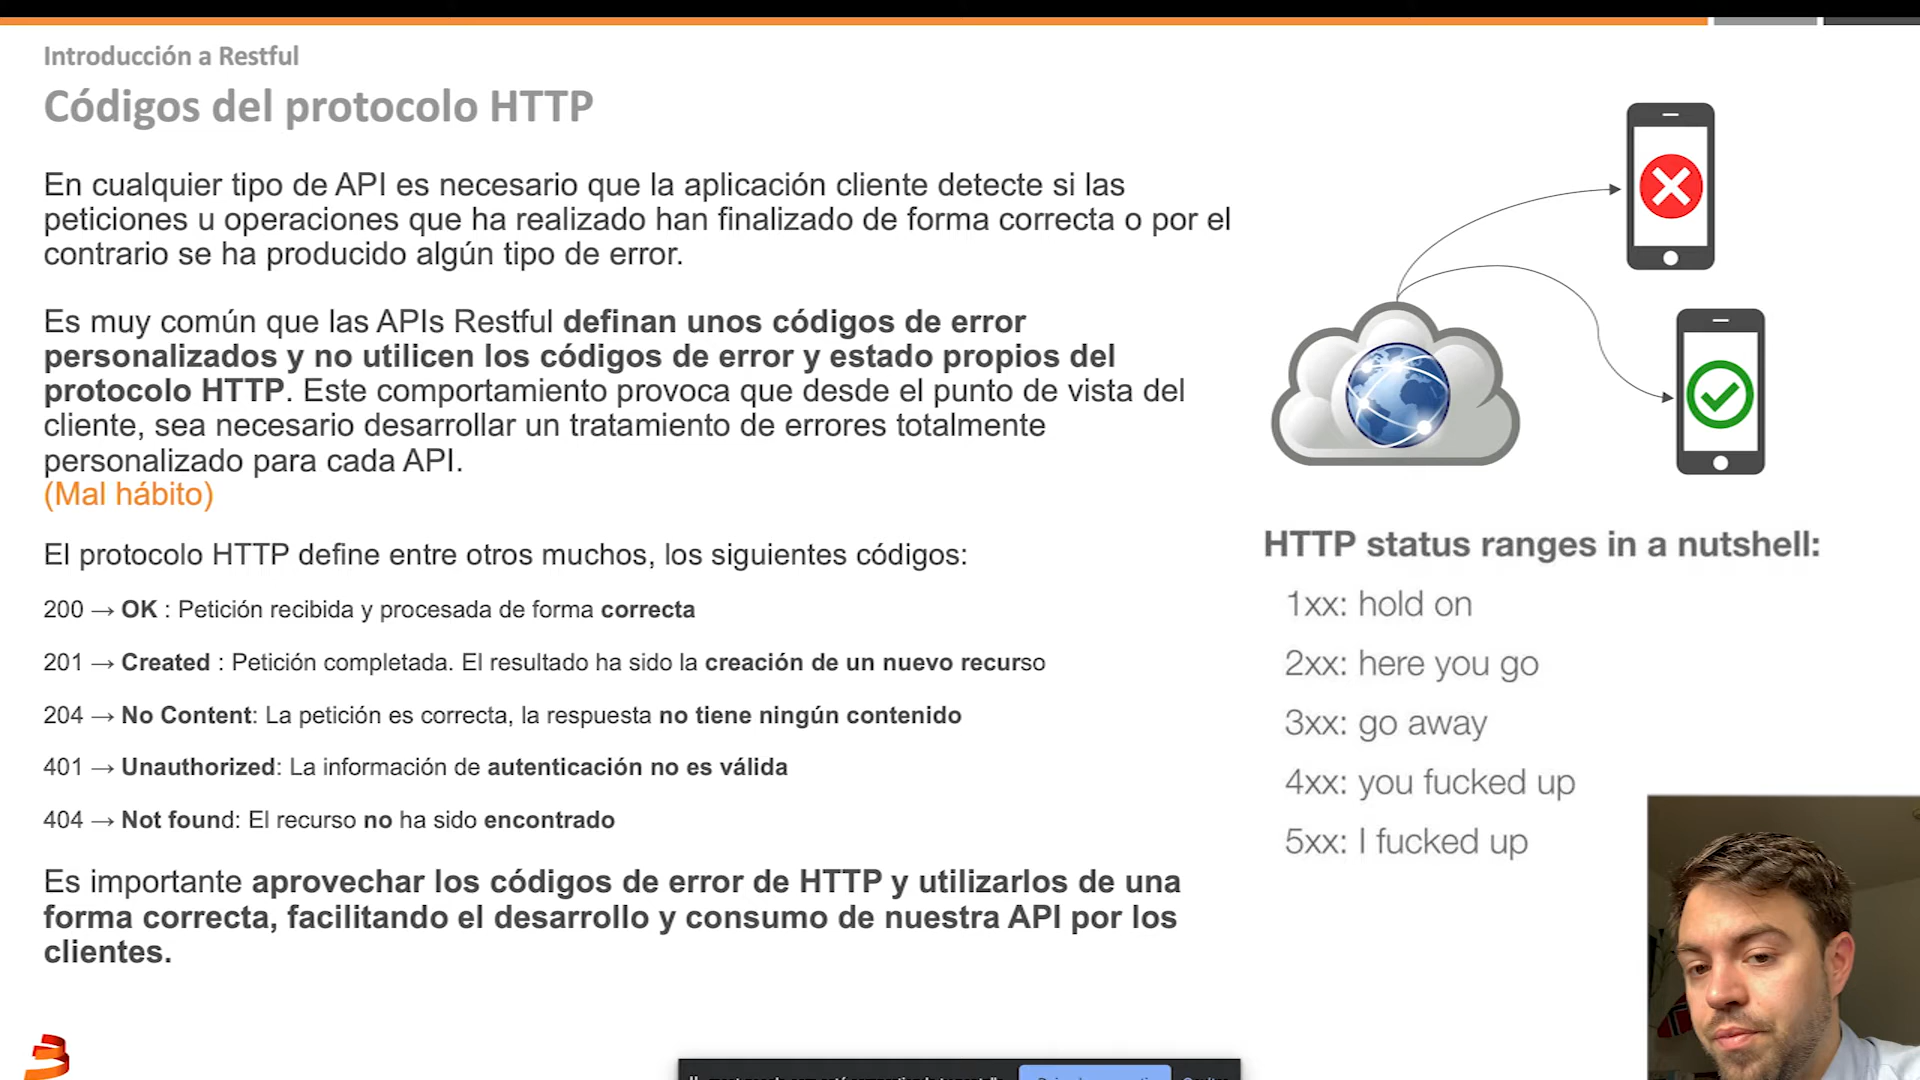 Introducción a Restful
Códigos del protocolo HTTP
En cualquier tipo de API es necesario que la aplicación cliente detecte si las
peticiones u operaciones que ha realizado han finalizado de forma correcta o por el
contrario se ha producido algún tipo de error.
Es muy común que las APIs Restful definan unos códigos de error
personalizados y no utilicen los códigos de error y estado propios del
protocolo HTTP. Este comportamiento provoca que desde el punto de vista del
cliente, sea necesario desarrollar un tratamiento de errores totalmente
personalizado para cada API.
(Mal hábito)
El protocolo HTTP define entre otros muchos, los siguientes códigos:
200 → OK : Petición recibida y procesada de forma correcta
201 → Created : Petición completada. El resultado ha sido la creación de un nuevo recurso
204 → No Content: La petición es correcta, la respuesta no tiene ningún contenido
401 → Unauthorized: La información de autenticación no es válida
404 → Not found: El recurso no ha sido encontrado
Es importante aprovechar los códigos de error de HTTP y utilizarlos de una
forma correcta, facilitando el desarrollo y consumo de nuestra API por los
clientes.
HTTP status ranges in a nutshell:
1xx: hold on
2xx: here you go
3xx: go away
4xx: you fucked up
5xx: I fucked up